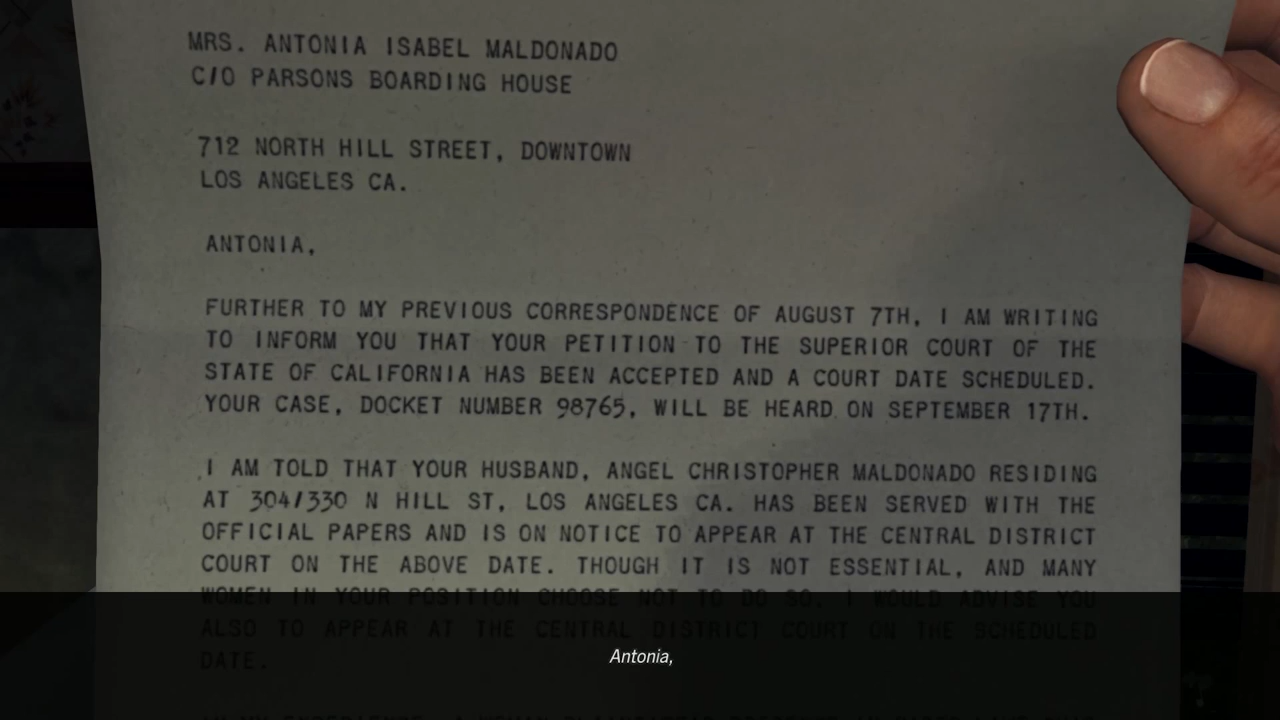 MRS. ANTONIA ISABEL MALDONADO
C/O PARSONS BOARDING HOUSE
712 NORTH HILL STREET, DOWNTOWN
LOS ANGELES CA.
ANTONIA,
FURTHER TO MY PREVIOUS CORRESPONDENCE OF AUGUST 7TH, I AM WRITING
TO INFORM YOU THAT YOUR PETITION TO THE SUPERIOR COURT OF THE
STATE OF CALIFORNIA HAS BEEN ACCEPTED AND A COURT DATE SCHEDULED.
YOUR CASE, DOCKET NUMBER 98765, WILL BE HEARD ON SEPTEMBER 17TH.
I AM TOLD THAT YOUR HUSBAND, ANGEL CHRISTOPHER MALDONADO RESIDING
AT 304/330 N HILL ST, LOS ANGELES CA. HAS BEEN SERVED WITH THE
OFFICIAL PAPERS AND IS ON NOTICE TO APPEAR AT THE CENTRAL DISTRICT
COURT ON THE ABOVE DATE. THOUGH IT IS NOT ESSENTIAL, AND MANY
WOMEN IN YOUR POSITION CHOOSE NOT TO DO SO, I WOULD ADVISE YOU
ALSO TO APPEAR AT THE CENTRAL DISTRICT COURT ON THE SCHEDULED
DATE.
Antonia,